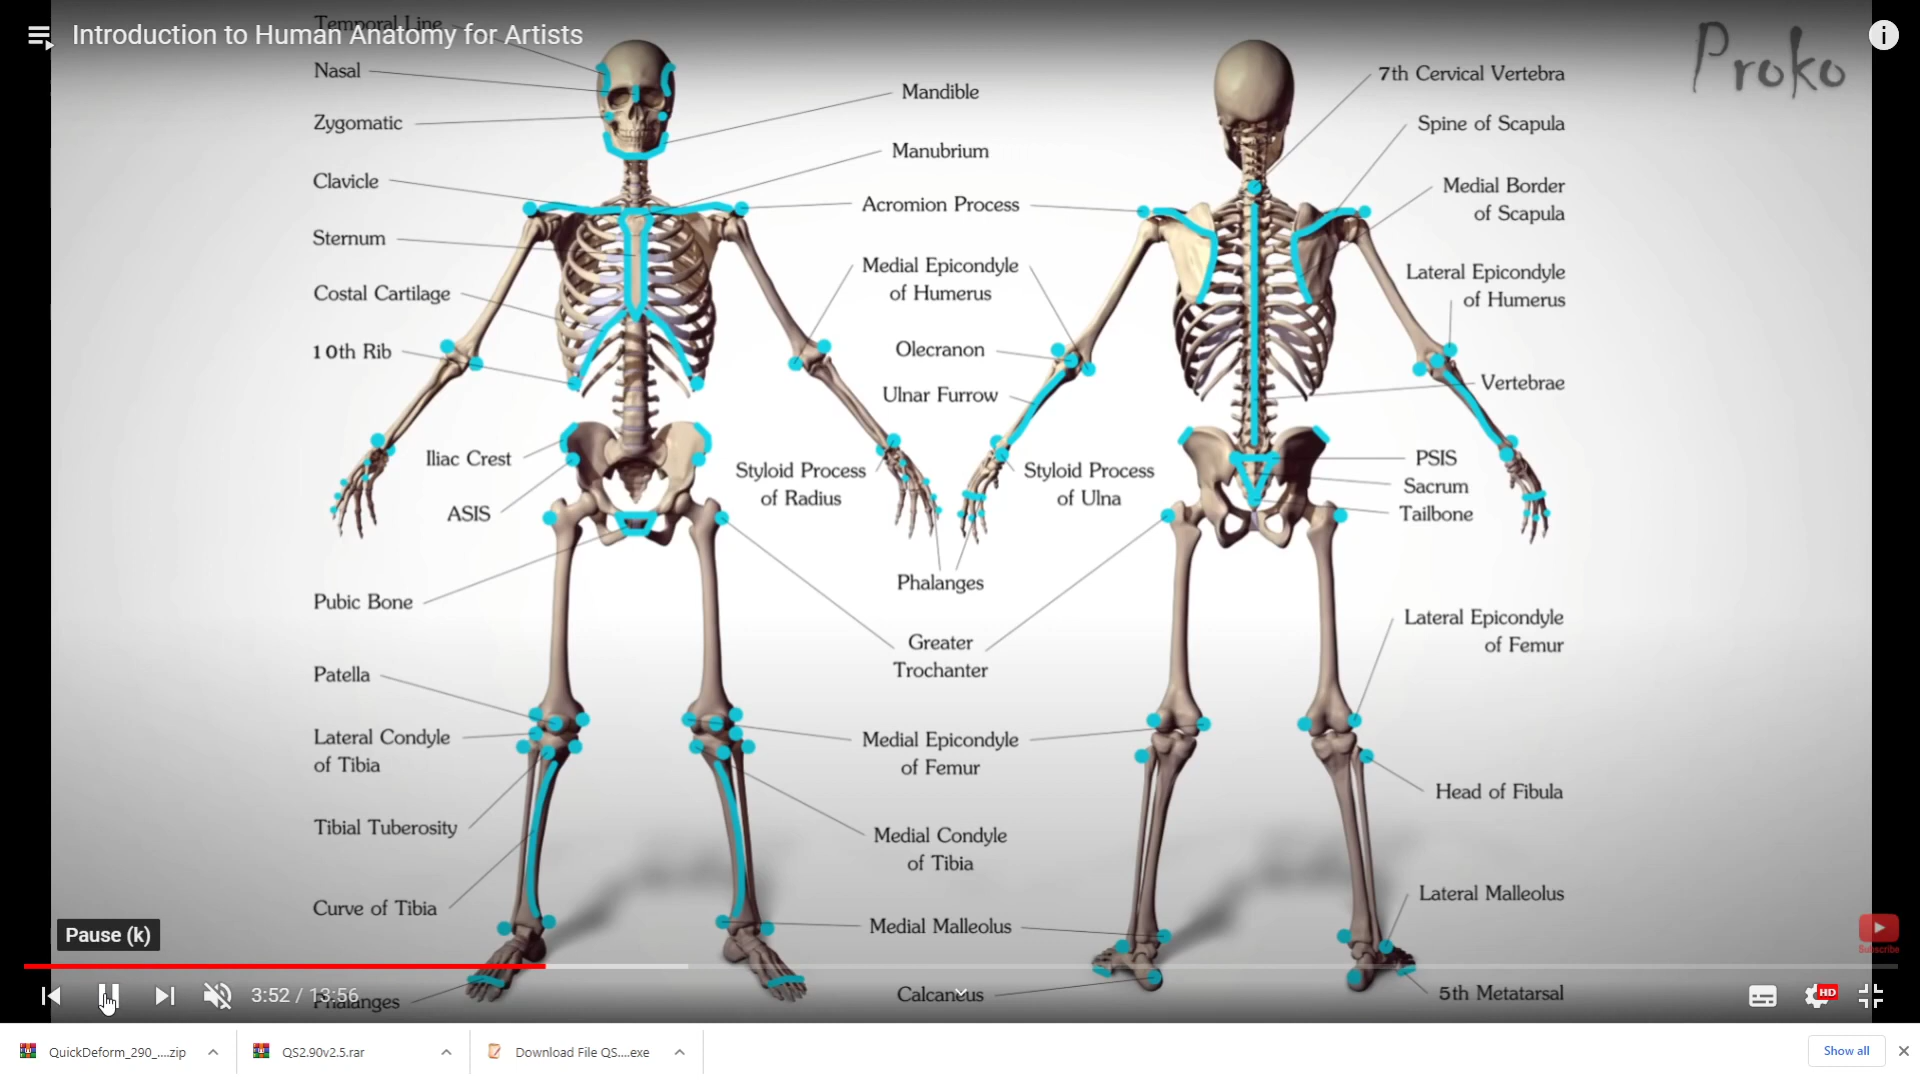 Temporal Line
Introduction to Human Anatomy for Artists
Proko
Nasal
Zygomatic
Clavicle
Sternum
Costal Cartilage
10th Rib
Iliac Crest
ASIS
Pubic Bone
Patella
Lateral Condyle
of Tibia
Tibial Tuberosity
Curve of Tibia
Phalanges
Mandible
Manubrium
Acromion Process
Medial Epicondyle
of Humerus
Olecranon
Ulnar Furrow
Styloid Process
of Radius
Styloid Process
of Ulna
Phalanges
Greater
Trochanter
Medial Epicondyle
of Femur
Medial Condyle
of Tibia
Medial Malleolus
Calcaneus
7th Cervical Vertebra
Spine of Scapula
Medial Border
of Scapula
Lateral Epicondyle
of Humerus
Vertebrae
PSIS
Sacrum
Tailbone
Lateral Epicondyle
of Femur
Head of Fibula
Lateral Malleolus
5th Metatarsal
Subscribe
Pause (k)
3:52 / 13:56
HD
QuickDeform_290_....zip
QS2.90v2.5.rar
Download File QS....exe
Show all